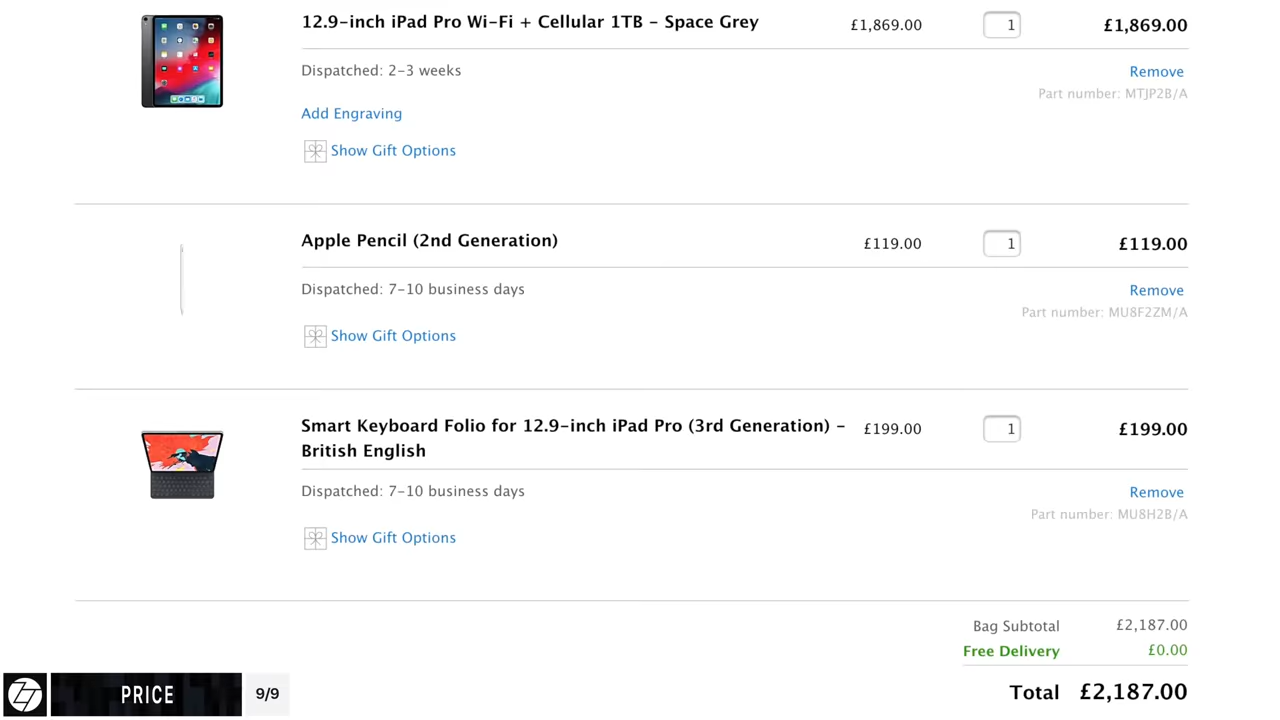 12.9-inch iPad Pro Wi-Fi + Cellular 1TB – Space Grey £1,869.00 1 £1,869.00
Dispatched: 2–3 weeks Remove
Part number: MTJP2B/A
Add Engraving
Show Gift Options
Apple Pencil (2nd Generation) £119.00 1 £119.00
Dispatched: 7–10 business days Remove
Part number: MU8F2ZM/A
Show Gift Options
Smart Keyboard Folio for 12.9-inch iPad Pro (3rd Generation) – £199.00 1 £199.00
British English
Dispatched: 7–10 business days Remove
Part number: MU8H2B/A
Show Gift Options
Bag Subtotal £2,187.00
Free Delivery £0.00
Total £2,187.00
PRICE 9/9